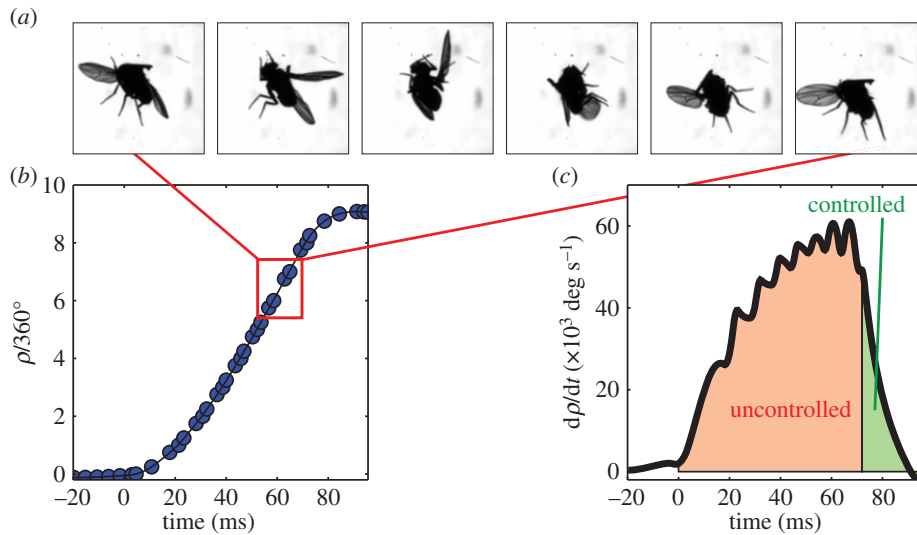 (a)
(b)
10
8
6
4
2
0
ρ/360°
−20 0 20 40 60 80
time (ms)
(c)
controlled
60
40
20
0
dρ/dt (×10³ deg s⁻¹)
uncontrolled
−20 0 20 40 60 80
time (ms)